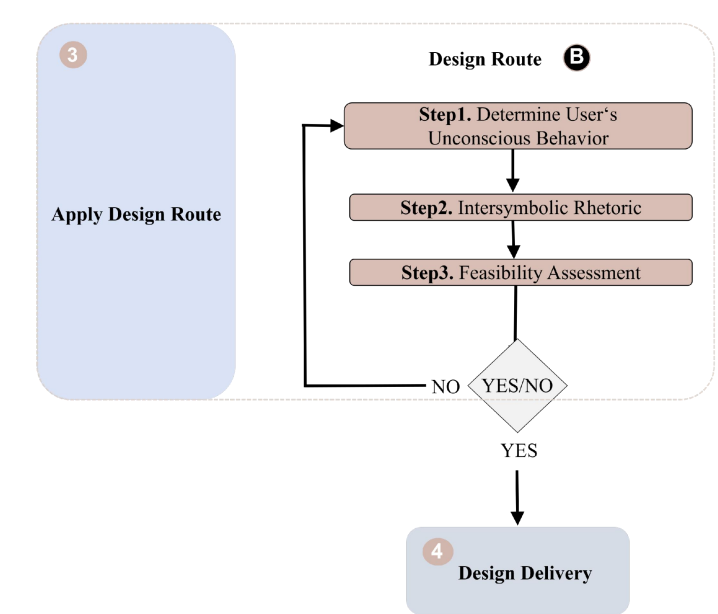 3
Design Route B
Step1. Determine User‘s
Unconscious Behavior
Apply Design Route
Step2. Intersymbolic Rhetoric
Step3. Feasibility Assessment
NO YES/NO
YES
4
Design Delivery